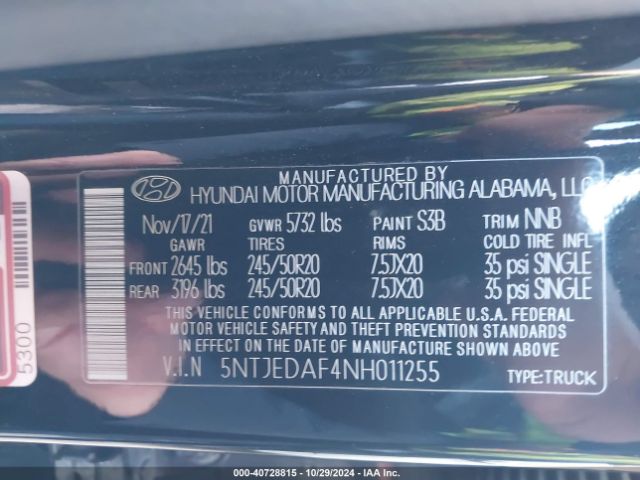 MANUFACTURED BY
HYUNDAI MOTOR MANUFACTURING ALABAMA, LLC
Nov/17/21 GVWR 5732 lbs PAINT S3B TRIM NNB
GAWR TIRES RIMS COLD TIRE INFL
FRONT 2645 lbs 245/50R20 7.5JX20 35 psi SINGLE
REAR 3196 lbs 245/50R20 7.5JX20 35 psi SINGLE
THIS VEHICLE CONFORMS TO ALL APPLICABLE U.S.A. FEDERAL
MOTOR VEHICLE SAFETY AND THEFT PREVENTION STANDARDS
IN EFFECT ON THE DATE OF MANUFACTURE SHOWN ABOVE
V.I.N 5NTJEDAF4NH011255 TYPE:TRUCK
5300
000-40728815 - 10/29/2024 - IAAI.COM